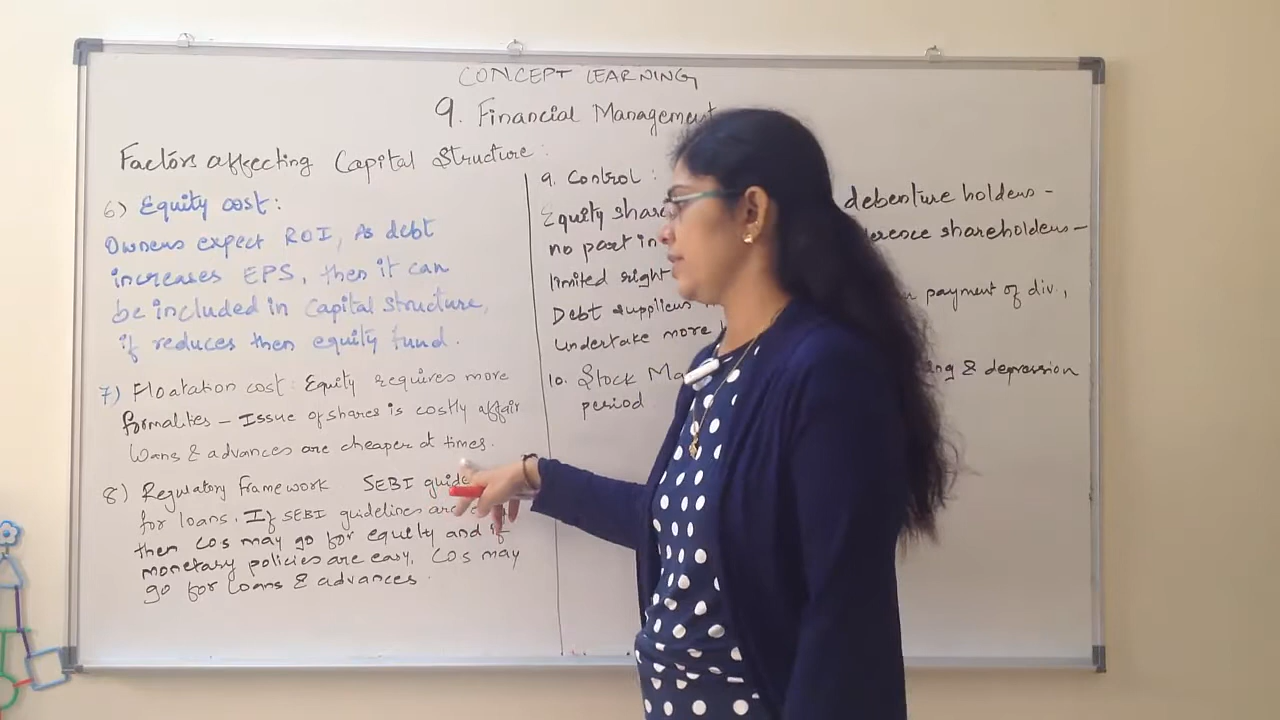 CONCEPT LEARNING
9. Financial Management
Factors affecting Capital Structure:
6) Equity cost:
Owners expect ROI, As debt
increases EPS, then it can
be included in Capital structure,
if reduces then equity fund.
7) Floatation cost: Equity requires more
formalites - Issue of shares is costly affair
Loans & advances are cheaper at times.
8) Regulatory framework SEBI
for loans. If SEBI guidelines are
then COs may go for equity and if
monetary policies are easy, COs may
go for loans & advances.
9. Control:
Equity debenture holders -
no part in shareholders -
limited right payment of div.,
Debt suppliers
undertake more
10. Stock & depression
period